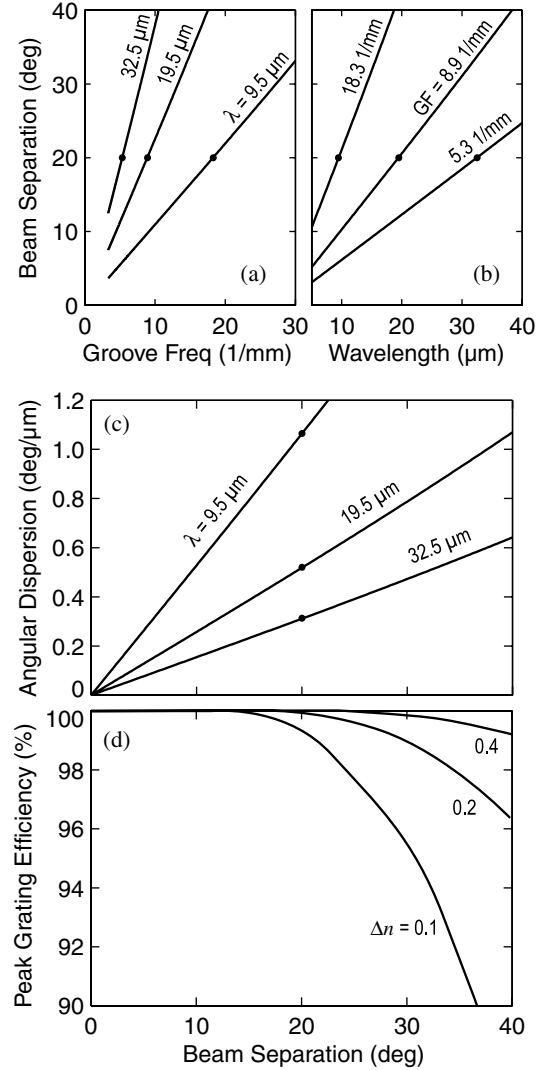 40
30
20
10
0
Beam Separation (deg)
32.5 μm
19.5 μm
λ = 9.5 μm
(a)
0 10 20 30
Groove Freq (1/mm)
18.3 1/mm
GF = 8.9 1/mm
5.3 1/mm
(b)
10 20 30 40
Wavelength (μm)
(c)
1.2
1.0
0.8
0.6
0.4
0.2
0
Angular Dispersion (deg/μm)
λ = 9.5 μm
19.5 μm
32.5 μm
100
98
96
94
92
90
Peak Grating Efficiency (%)
(d)
0.4
0.2
Δn = 0.1
0 10 20 30 40
Beam Separation (deg)